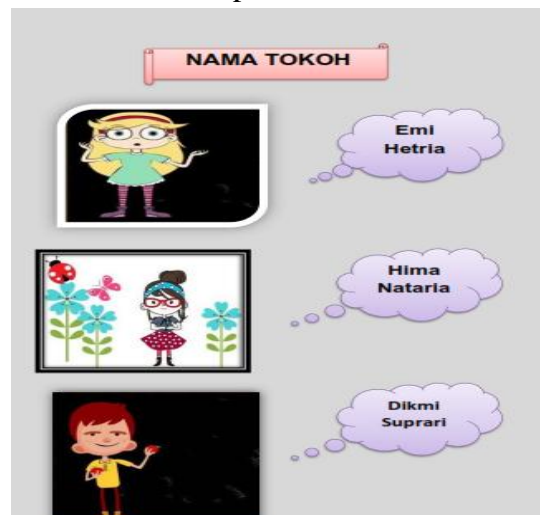 NAMA TOKOH
Emi
Hetria
Hima
Nataria
Dikmi
Suprari